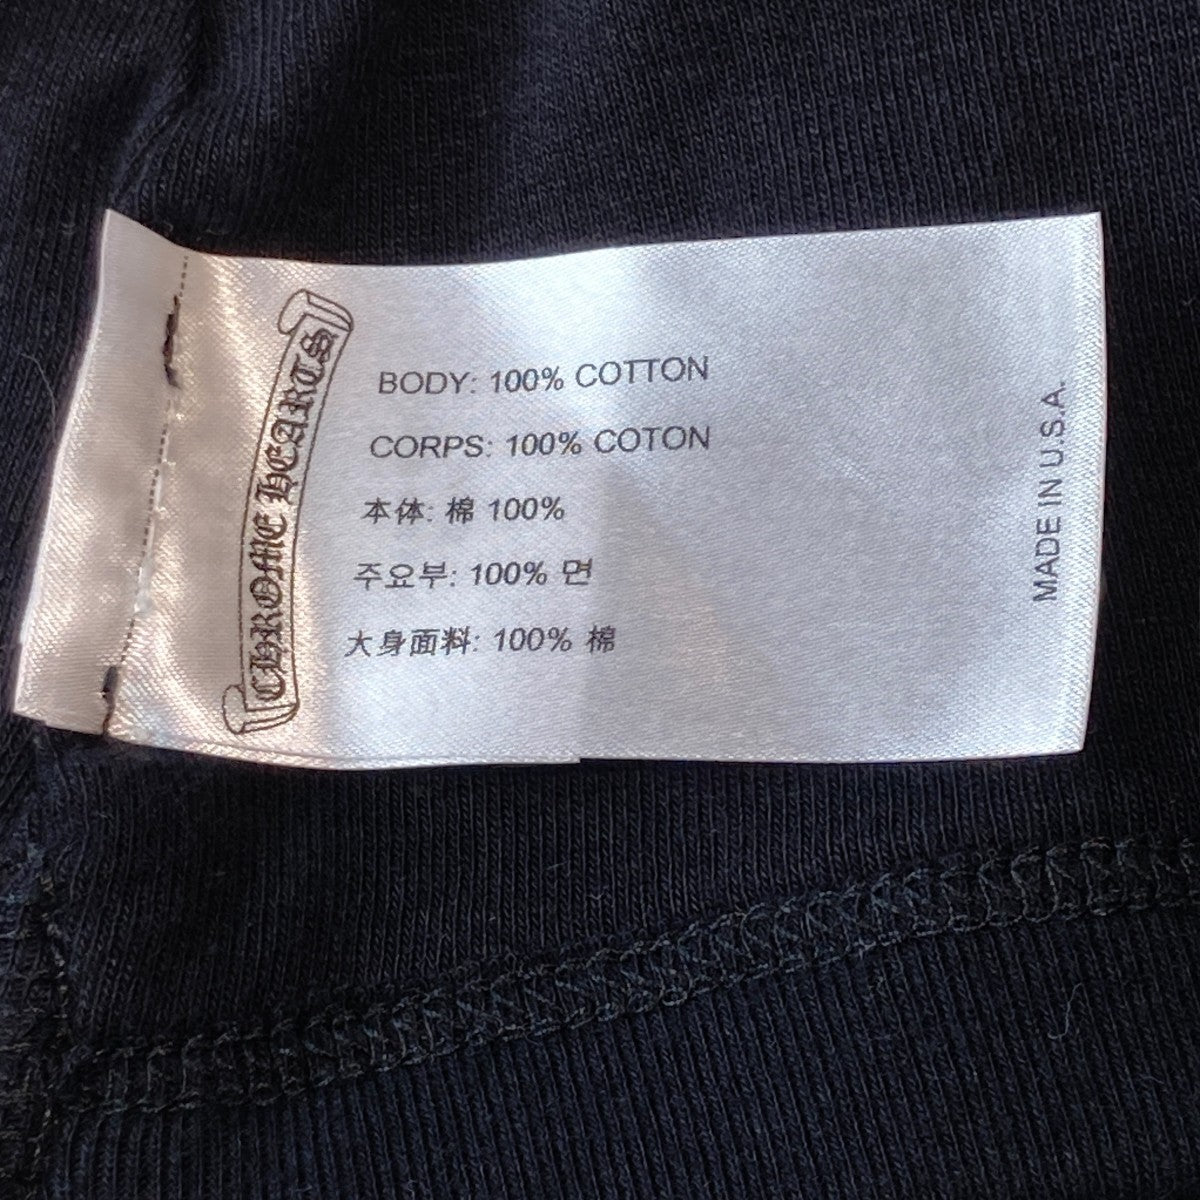 CHROME HEARTS
BODY: 100% COTTON
CORPS: 100% COTON
本体: 棉 100%
주요부: 100% 면
大身面料: 100% 棉
MADE IN U.S.A.